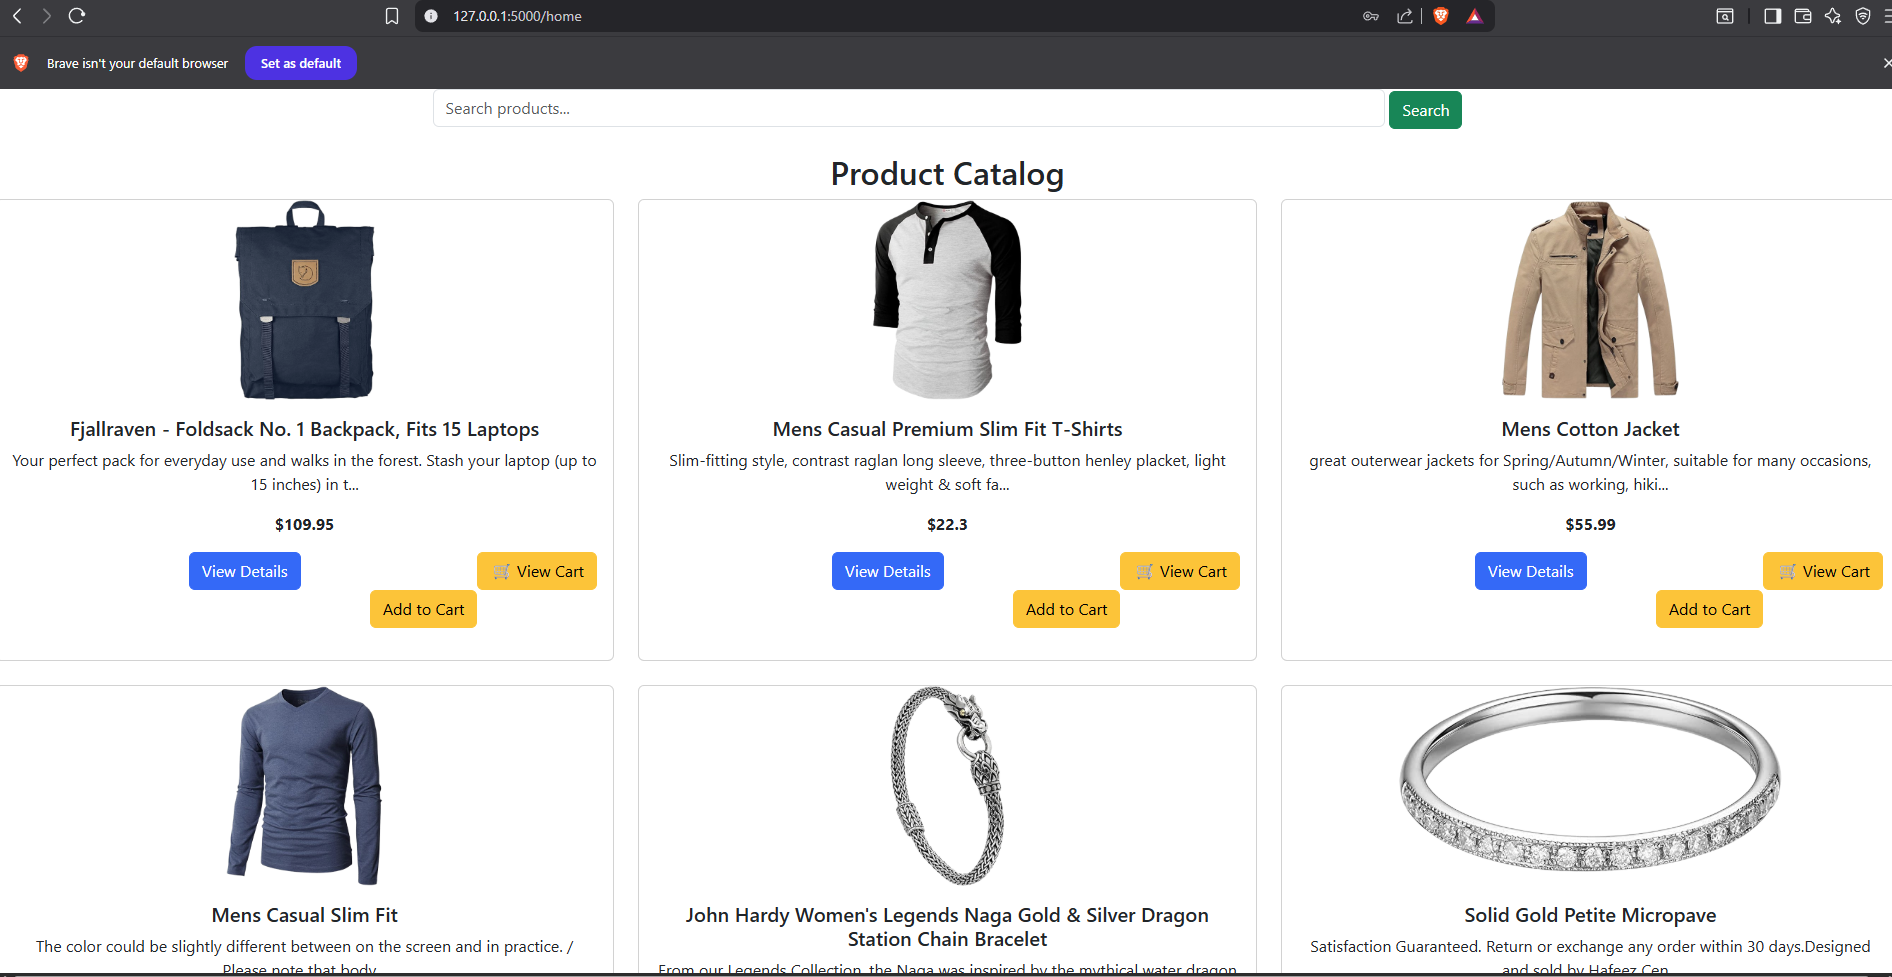 127.0.0.1:5000/home
Brave isn't your default browser
Set as default
Search products...
Search
Product Catalog
Fjallraven - Foldsack No. 1 Backpack, Fits 15 Laptops
Your perfect pack for everyday use and walks in the forest. Stash your laptop (up to
15 inches) in t...
$109.95
View Details
🛒 View Cart
Add to Cart
Mens Casual Premium Slim Fit T-Shirts
Slim-fitting style, contrast raglan long sleeve, three-button henley placket, light
weight & soft fa...
$22.3
View Details
🛒 View Cart
Add to Cart
Mens Cotton Jacket
great outerwear jackets for Spring/Autumn/Winter, suitable for many occasions,
such as working, hiki...
$55.99
View Details
🛒 View Cart
Add to Cart
Mens Casual Slim Fit
The color could be slightly different between on the screen and in practice. /
Please note that body
John Hardy Women's Legends Naga Gold & Silver Dragon
Station Chain Bracelet
From our Legends Collection, the Naga was inspired by the mythical water dragon
Solid Gold Petite Micropave
Satisfaction Guaranteed. Return or exchange any order within 30 days.Designed
and sold by Hafeez Cen